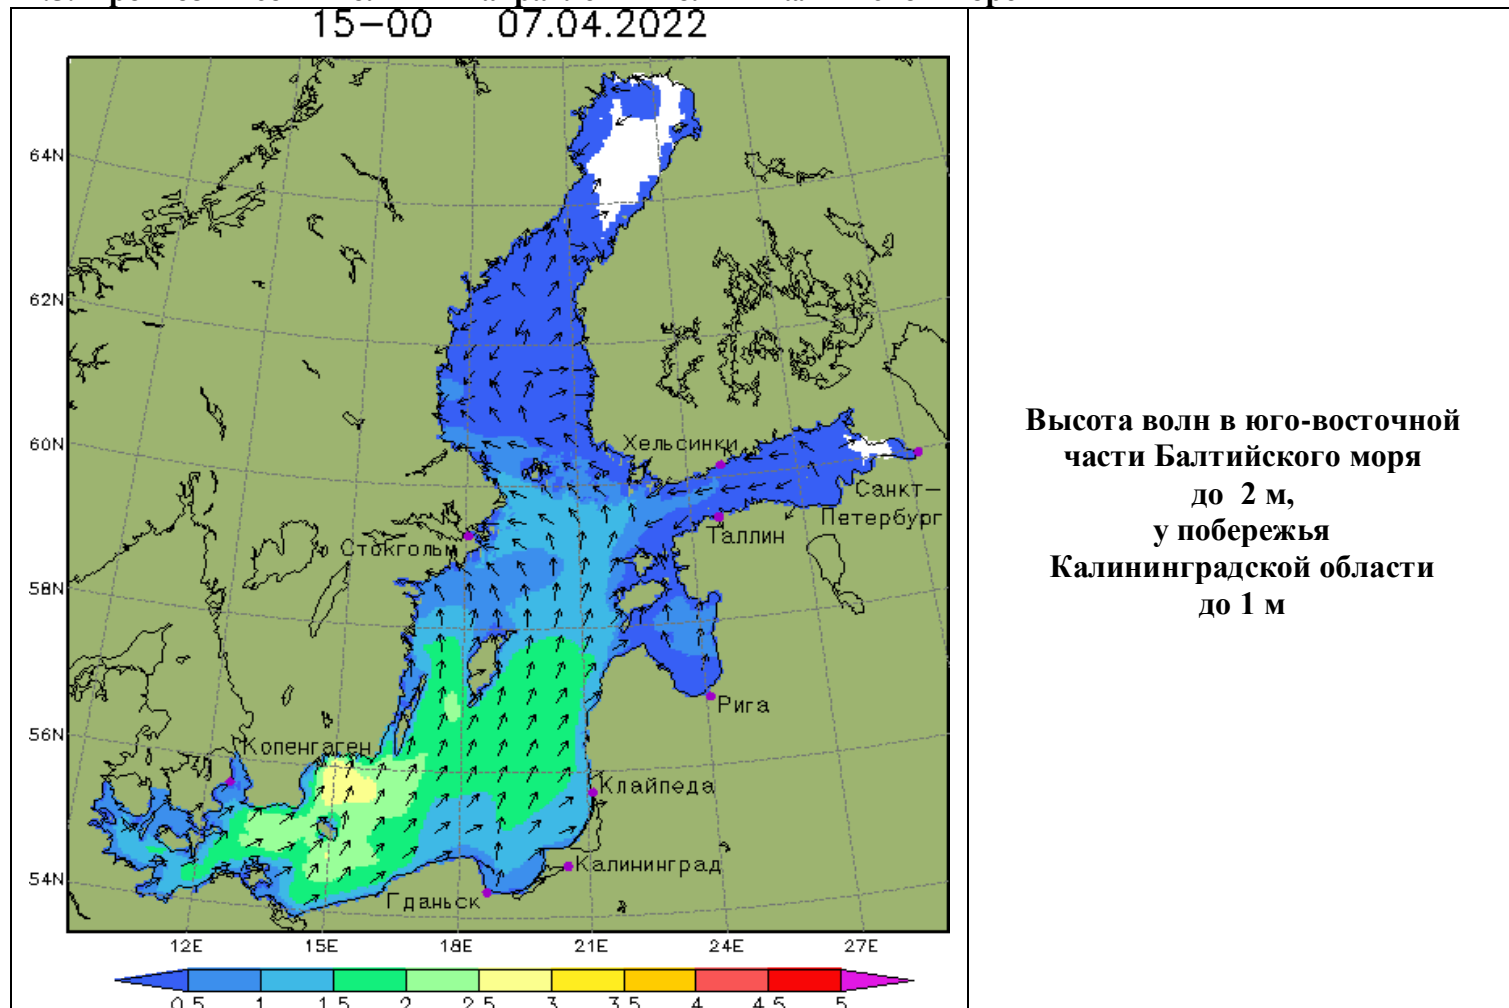 15-00 07.04.2022
64N
62N
60N
58N
56N
54N
Хельсинки
Санкт-
Петербург
Таллин
Стокгольм
Рига
Копенгаген
Клайпеда
Калининград
Гданьск
12E 15E 18E 21E 24E 27E
0.5 1 1.5 2 2.5 3 3.5 4 4.5 5
Высота волн в юго-восточной
части Балтийского моря
до 2 м,
у побережья
Калининградской области
до 1 м